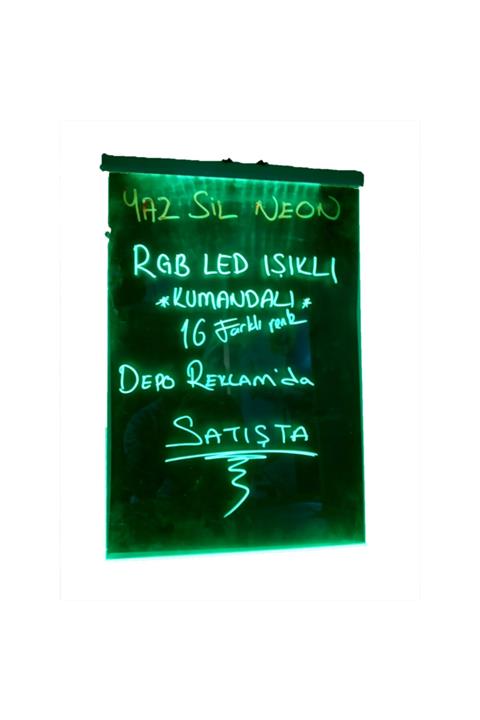 YAZ SİL NEON
RGB LED IŞIKLI
*KUMANDALI*
16 Farklı renk
DEPO REKLAM'da
SATIŞTA